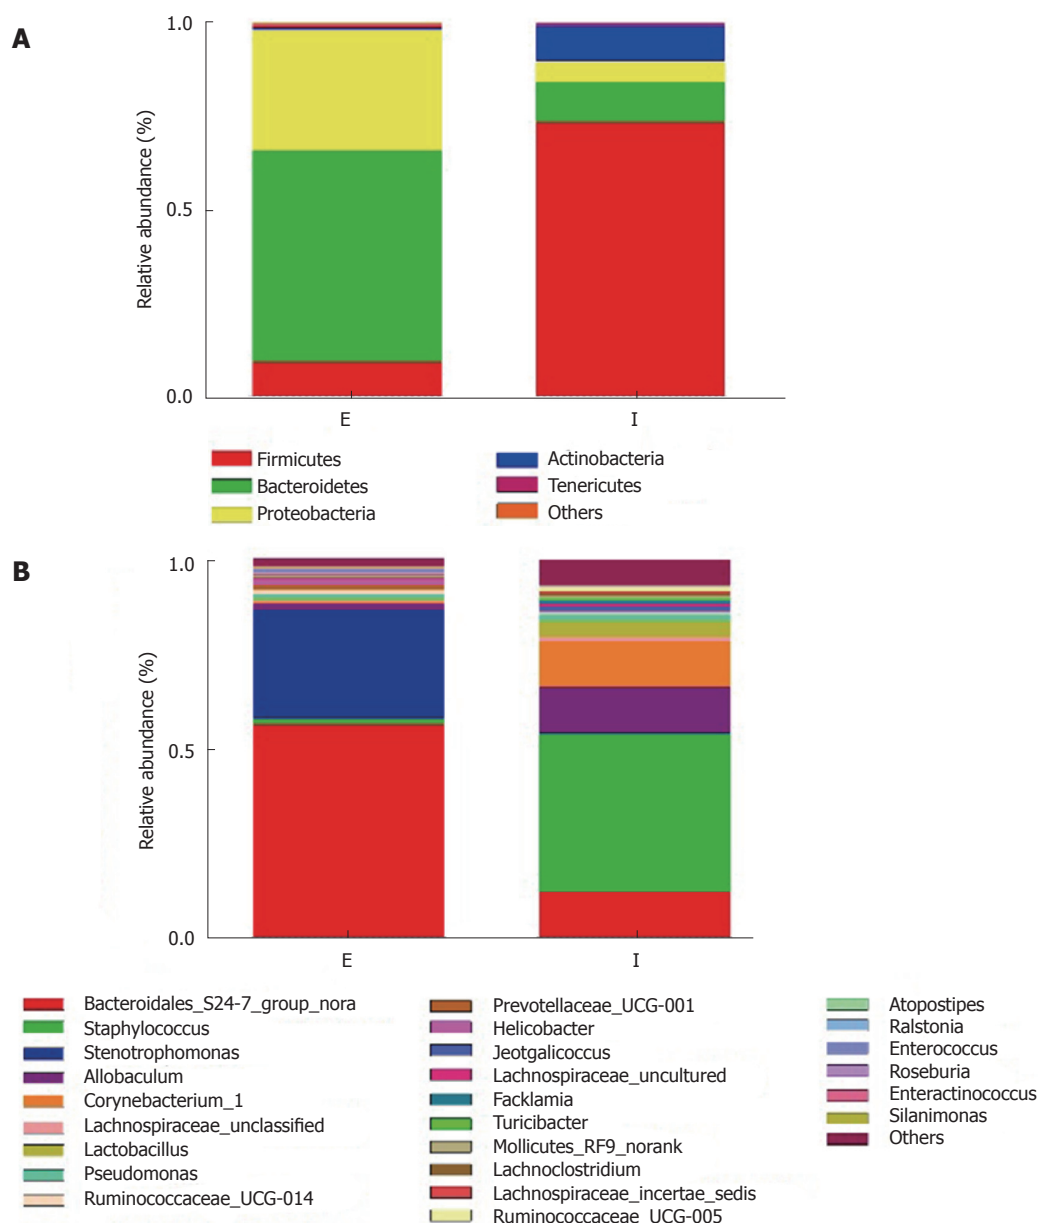 A
Relative abundance (%)
1.0
0.5
0.0
E
I
Firmicutes
Bacteroidetes
Proteobacteria
Actinobacteria
Tenericutes
Others
B
Relative abundance (%)
1.0
0.5
0.0
E
I
Bacteroidales_S24-7_group_nora
Staphylococcus
Stenotrophomonas
Allobaculum
Corynebacterium_1
Lachnospiraceae_unclassified
Lactobacillus
Pseudomonas
Ruminococcaceae_UCG-014
Prevotellaceae_UCG-001
Helicobacter
Jeotgalicoccus
Lachnospiraceae_uncultured
Facklamia
Turicibacter
Mollicutes_RF9_norank
Lachnoclostridium
Lachnospiraceae_incertae_sedis
Ruminococcaceae_UCG-005
Atopostipes
Ralstonia
Enterococcus
Roseburia
Enteractinococcus
Silanimonas
Others